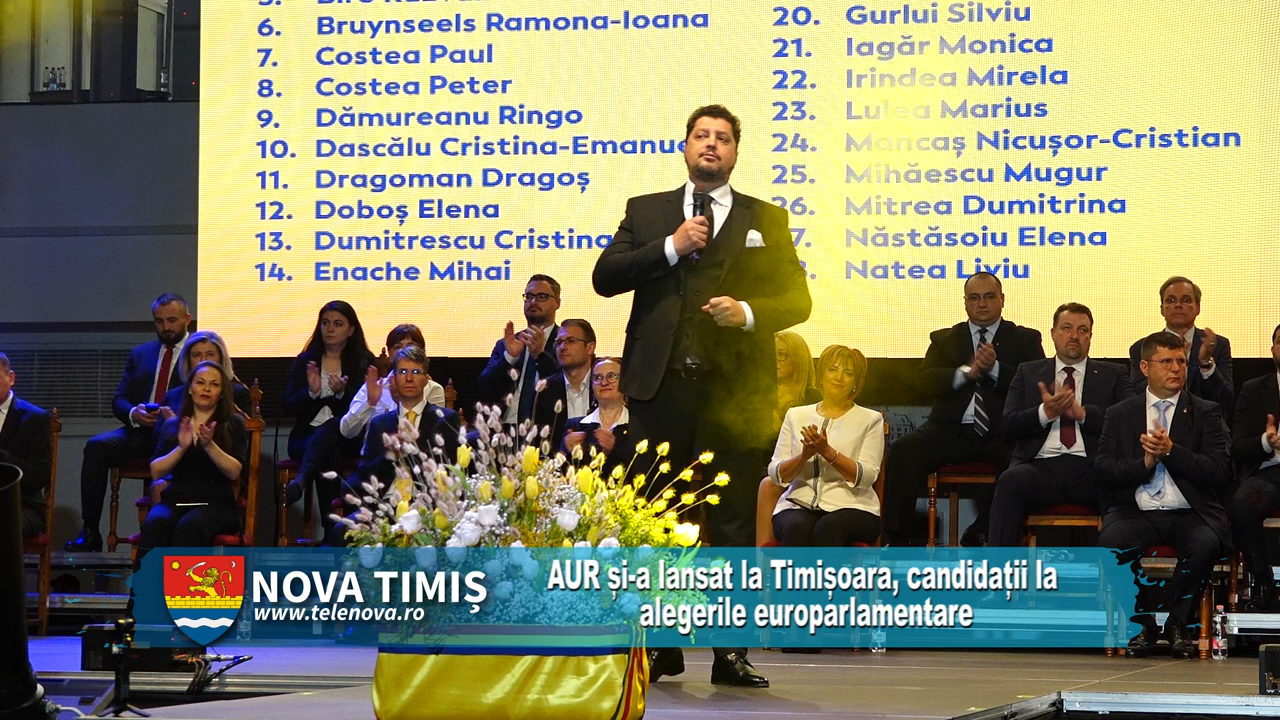 6. Bruynseels Ramona-Ioana
7. Costea Paul
8. Costea Peter
9. Dămureanu Ringo
10. Dascălu Cristina-Emanue
11. Dragoman Dragoș
12. Doboș Elena
13. Dumitrescu Cristina
14. Enache Mihai
20. Gurlui Silviu
21. Iagăr Monica
22. Irindea Mirela
23. Lulea Marius
24. Mancaș Nicușor-Cristian
25. Mihăescu Mugur
26. Mitrea Dumitrina
7. Năstăsoiu Elena
Natea Liviu
NOVA TIMIȘ
www.telenova.ro
AUR și-a lansat la Timișoara, candidații la
alegerile europarlamentare